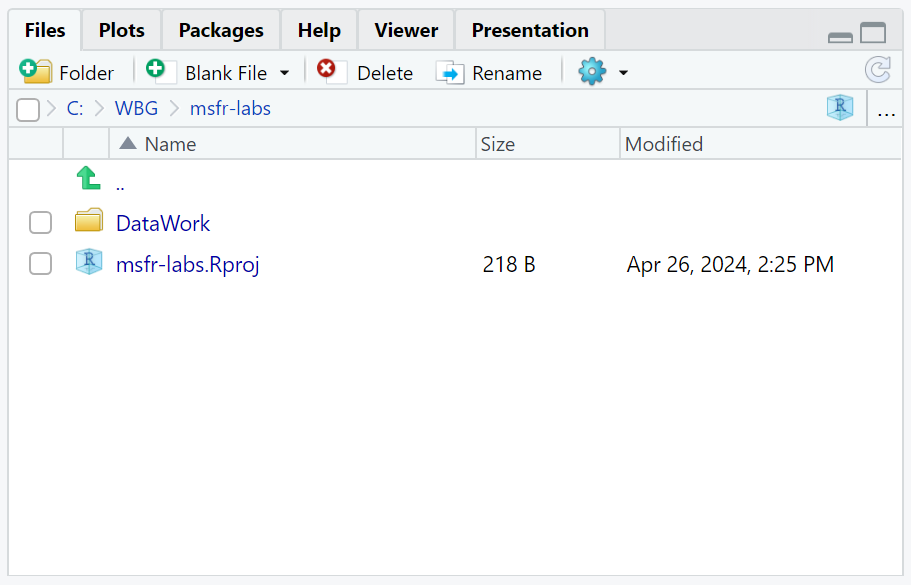 Files Plots Packages Help Viewer Presentation
Folder Blank File Delete Rename
C: WBG msfr-labs R ...
Name Size Modified
..
DataWork
R msfr-labs.Rproj 218 B Apr 26, 2024, 2:25 PM